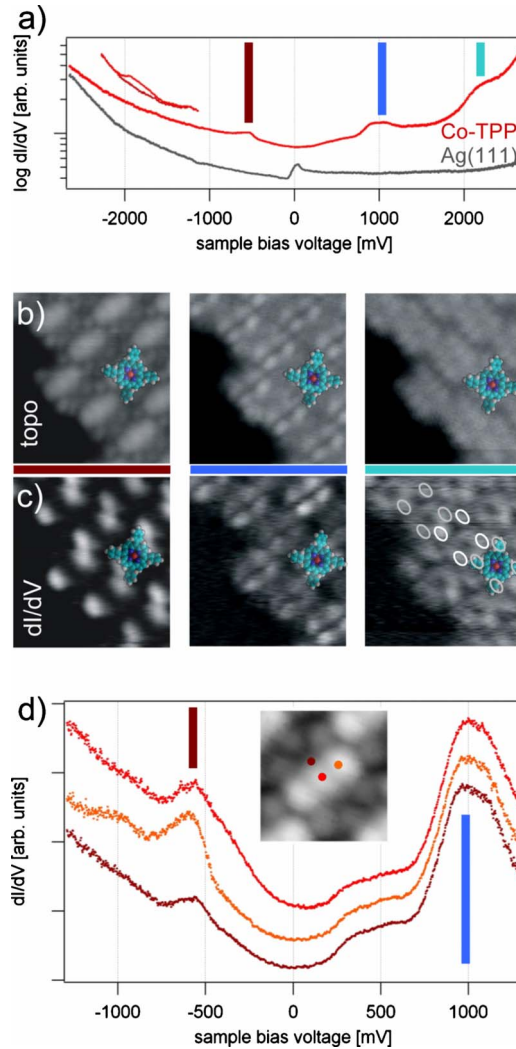 a)
log dI/dV [arb. units]
Co-TPP
Ag(111)
-2000 -1000 0 1000 2000
sample bias voltage [mV]
b)
topo
c)
dI/dV
d)
dI/dV [arb. units]
-1000 -500 0 500 1000
sample bias voltage [mV]